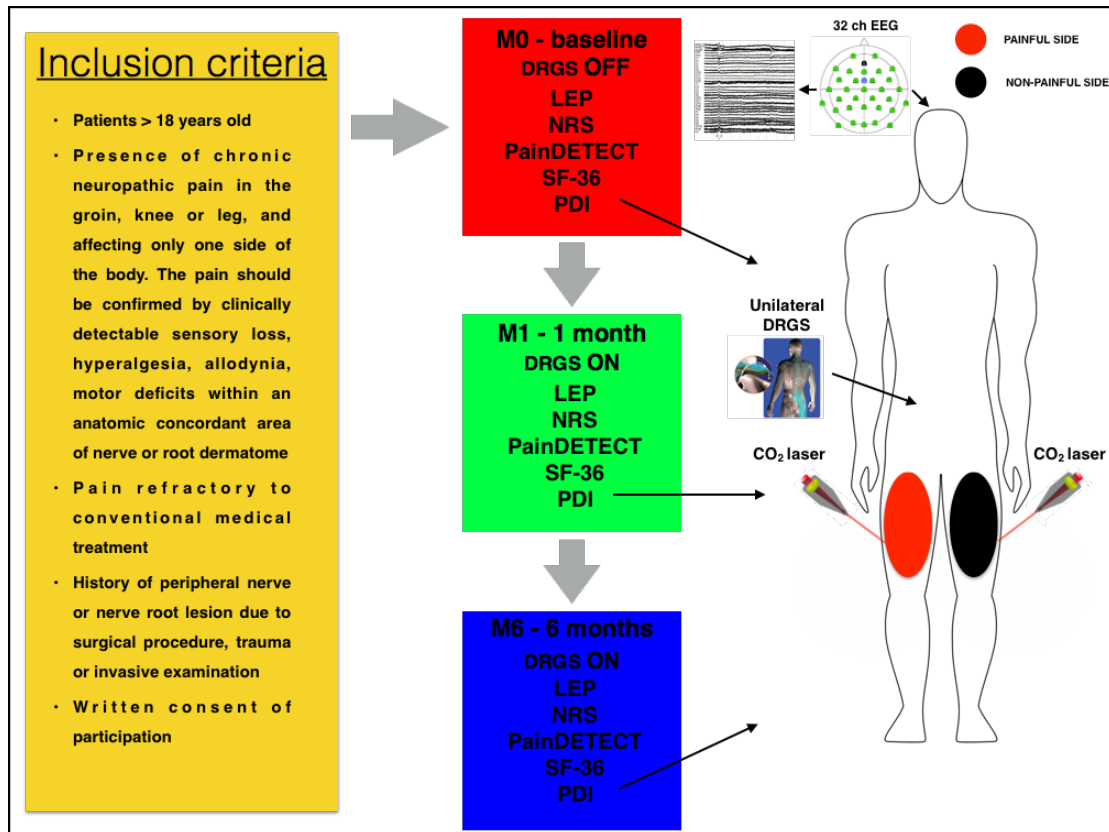 Inclusion criteria
• Patients > 18 years old
• Presence of chronic
neuropathic pain in the
groin, knee or leg, and
affecting only one side of
the body. The pain should
be confirmed by clinically
detectable sensory loss,
hyperalgesia, allodynia,
motor deficits within an
anatomic concordant area
of nerve or root dermatome
• Pain refractory to
conventional medical
treatment
• History of peripheral nerve
or nerve root lesion due to
surgical procedure, trauma
or invasive examination
• Written consent of
participation
M0 - baseline
DRGS OFF
LEP
NRS
PainDETECT
SF-36
PDI
M1 - 1 month
DRGS ON
LEP
NRS
PainDETECT
SF-36
PDI
M6 - 6 months
DRGS ON
LEP
NRS
PainDETECT
SF-36
PDI
32 ch EEG
PAINFUL SIDE
NON-PAINFUL SIDE
Unilateral
DRGS
CO₂ laser
CO₂ laser